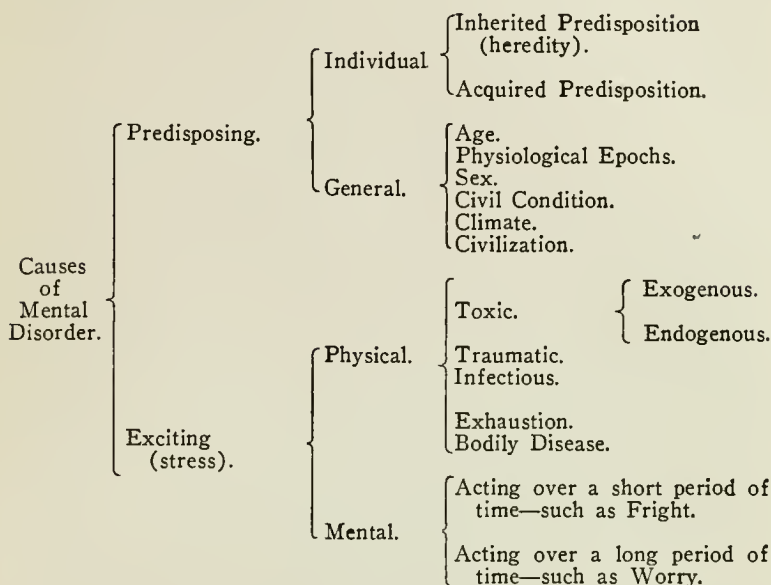 Inherited Predisposition
(heredity).
Individual
Acquired Predisposition.
Predisposing.
Age.
Physiological Epochs.
Sex.
General.
Civil Condition.
Climate.
Civilization.
Causes
of
Mental
Disorder.
Exogenous.
Toxic.
Endogenous.
Physical.
Traumatic.
Infectious.
Exhaustion.
Bodily Disease.
Exciting
(stress).
Acting over a short period of
time—such as Fright.
Mental.
Acting over a long period of
time—such as Worry.